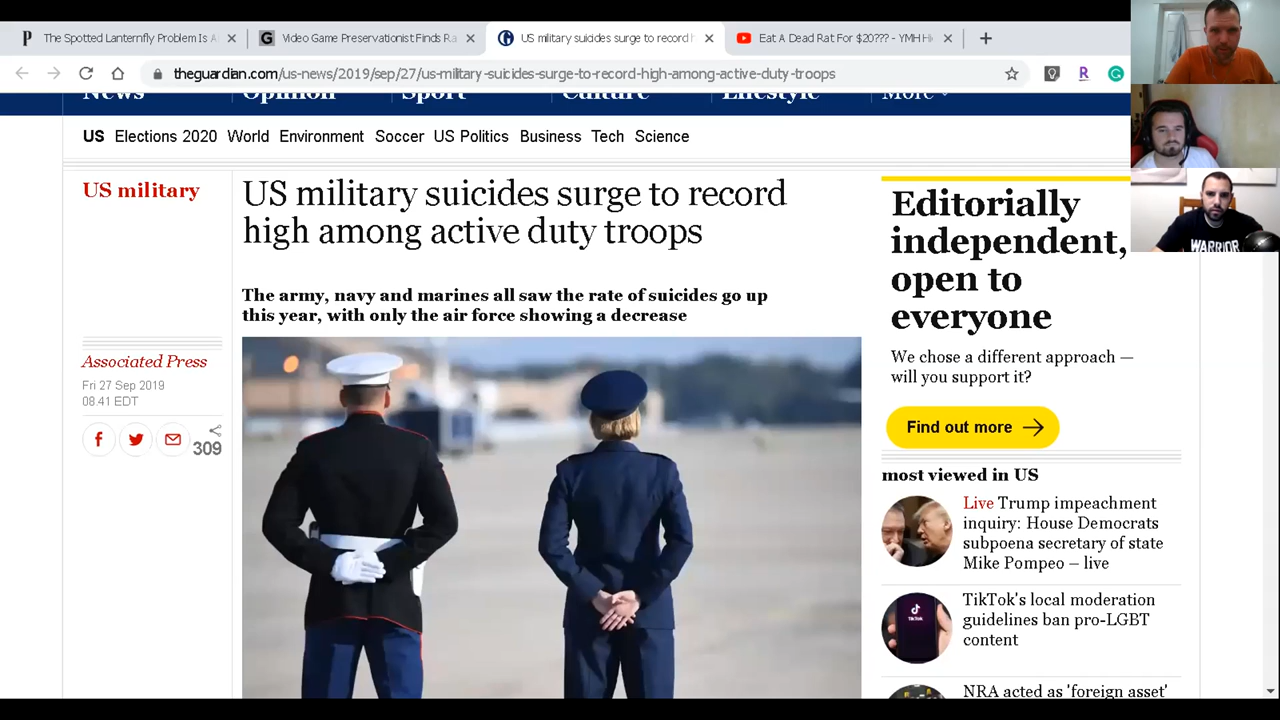 The Spotted Lanternfly Problem Is A
Video Game Preservationist Finds Ra
US military suicides surge to record h
Eat A Dead Rat For $20??? - YMH Hi
theguardian.com/us-news/2019/sep/27/us-military-suicides-surge-to-record-high-among-active-duty-troops
News
Opinion
Sport
Culture
Lifestyle
More
US Elections 2020 World Environment Soccer US Politics Business Tech Science
US military
US military suicides surge to record
high among active duty troops
The army, navy and marines all saw the rate of suicides go up
this year, with only the air force showing a decrease
Associated Press
Fri 27 Sep 2019
08.41 EDT
309
Editorially
independent,
open to
everyone
We chose a different approach —
will you support it?
Find out more
most viewed in US
Live Trump impeachment
inquiry: House Democrats
subpoena secretary of state
Mike Pompeo – live
TikTok's local moderation
guidelines ban pro-LGBT
content
TikTok
NRA acted as 'foreign asset'
WARRIOR